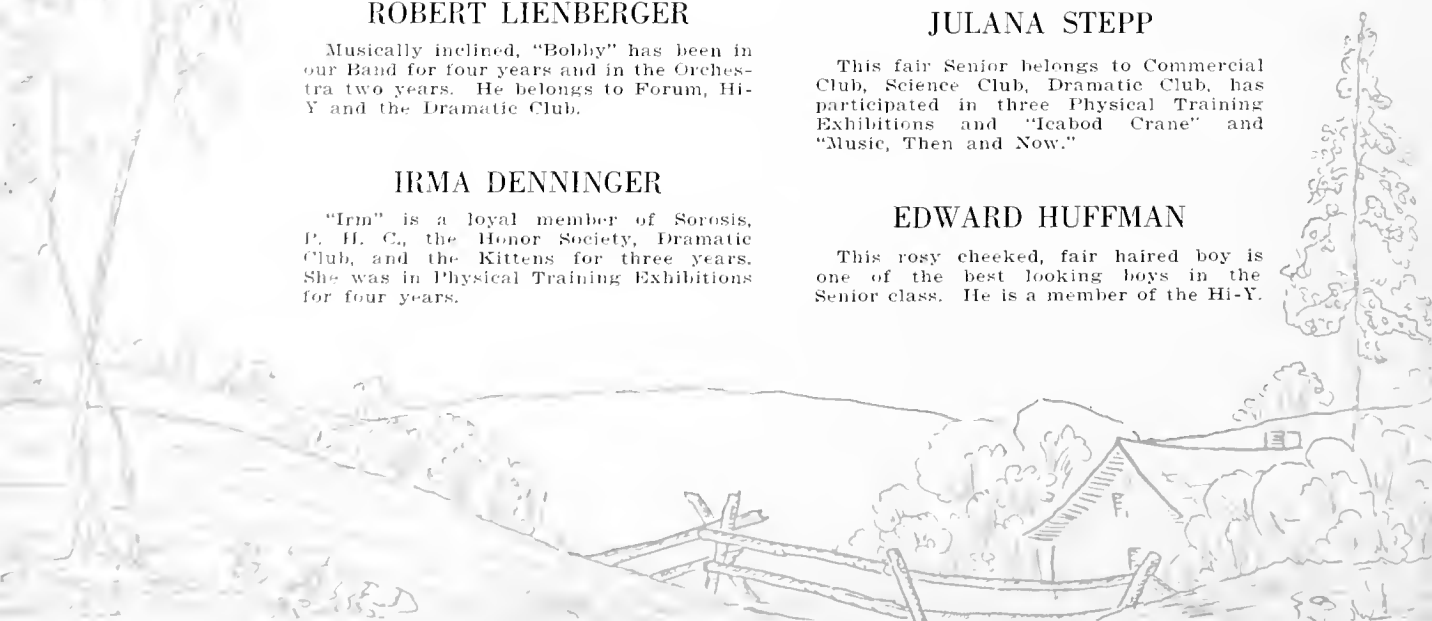 ROBERT LIENBERGER
Musically inclined, "Bobby" has been in
our Band for four years and in the Orches-
tra two years. He belongs to Forum, Hi-
Y and the Dramatic Club.
IRMA DENNINGER
"Irm" is a loyal member of Sorosis,
P. H. C., the Honor Society, Dramatic
Club, and the Kittens for three years.
She was in Physical Training Exhibitions
for four years.
JULANA STEPP
This fair Senior belongs to Commercial
Club, Science Club, Dramatic Club, has
participated in three Physical Training
Exhibitions and "Icabod Crane" and
"Music, Then and Now."
EDWARD HUFFMAN
This rosy cheeked, fair haired boy is
one of the best looking boys in the
Senior class. He is a member of the Hi-Y.